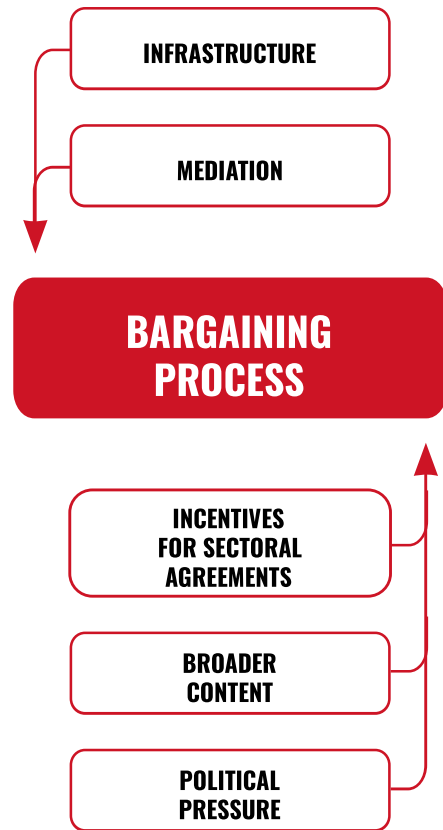 INFRASTRUCTURE
MEDIATION
BARGAINING
PROCESS
INCENTIVES
FOR SECTORAL
AGREEMENTS
BROADER
CONTENT
POLITICAL
PRESSURE